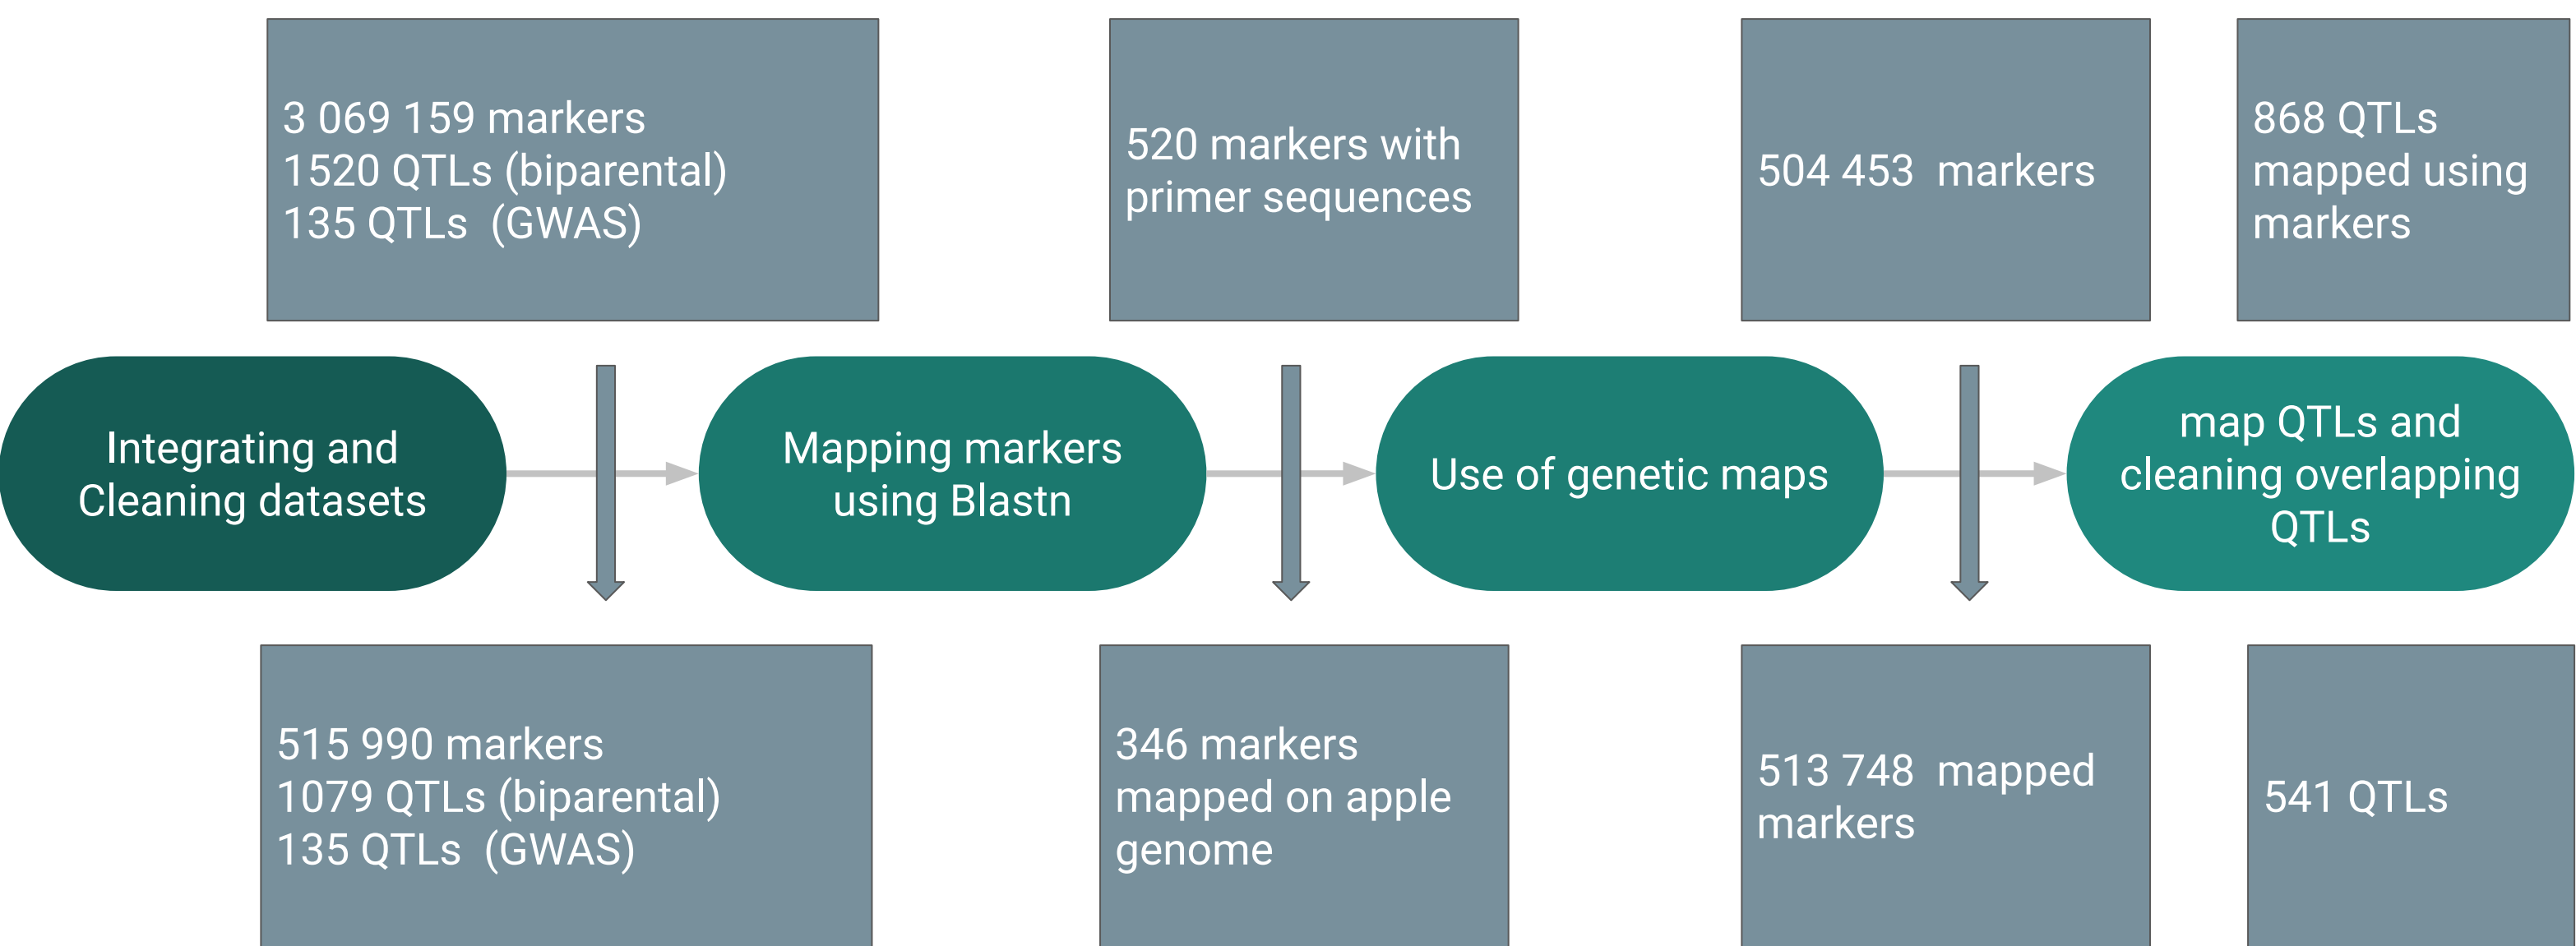 3 069 159 markers
1520 QTLs (biparental)
135 QTLs (GWAS)
520 markers with
primer sequences
504 453 markers
868 QTLs
mapped using
markers
Integrating and
Cleaning datasets
Mapping markers
using Blastn
Use of genetic maps
map QTLs and
cleaning overlapping
QTLs
515 990 markers
1079 QTLs (biparental)
135 QTLs (GWAS)
346 markers
mapped on apple
genome
513 748 mapped
markers
541 QTLs